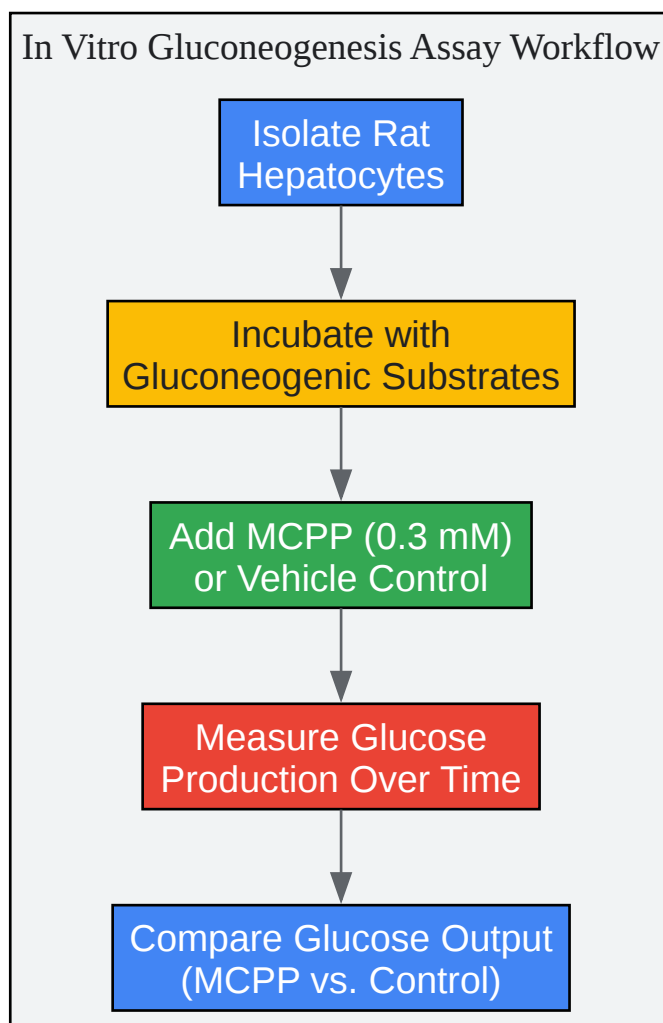 In Vitro Gluconeogenesis Assay Workflow
Isolate Rat
Hepatocytes
Incubate with
Gluconeogenic Substrates
Add MCPP (0.3 mM)
or Vehicle Control
Measure Glucose
Production Over Time
Compare Glucose Output
(MCPP vs. Control)